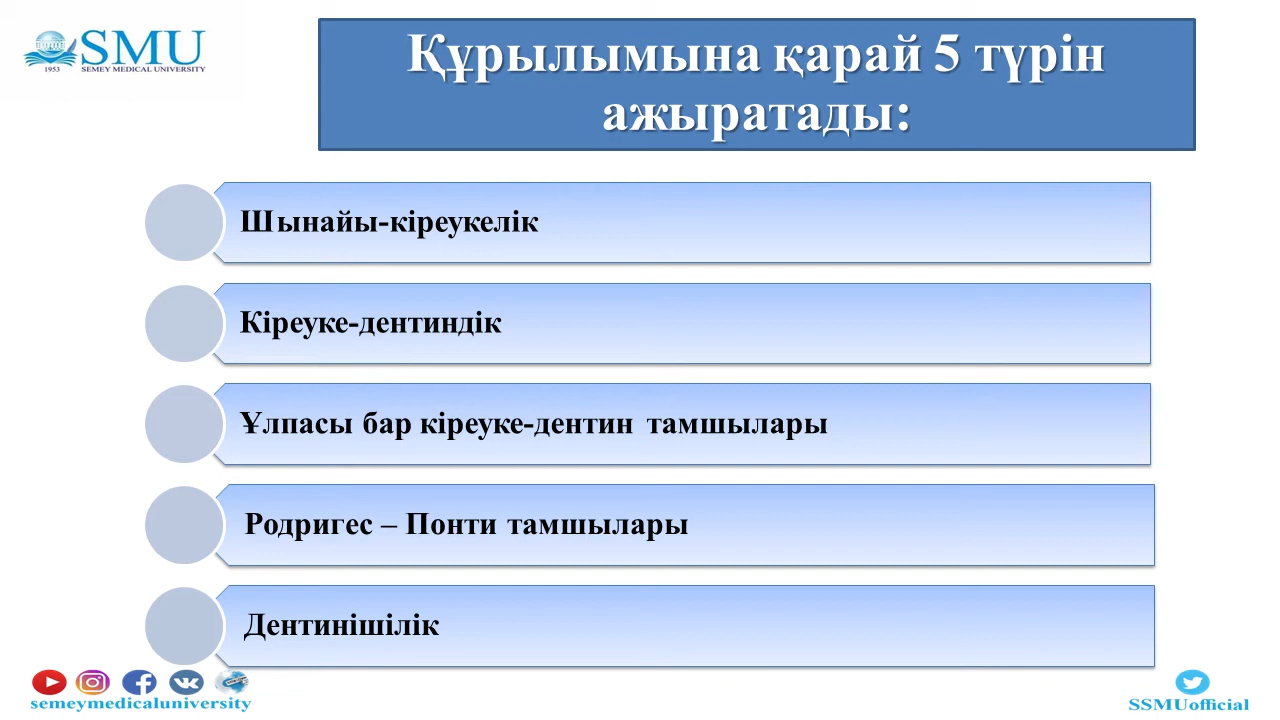 SMU
1953 SEMEY MEDICAL UNIVERSITY
Құрылымына қарай 5 түрін
ажыратады:
Шынайы-кіреукелік
Кіреуке-дентиндік
Ұлпасы бар кіреуке-дентин тамшылары
Родригес – Понти тамшылары
Дентинішілік
semeymedicaluniversity
SSMUofficial